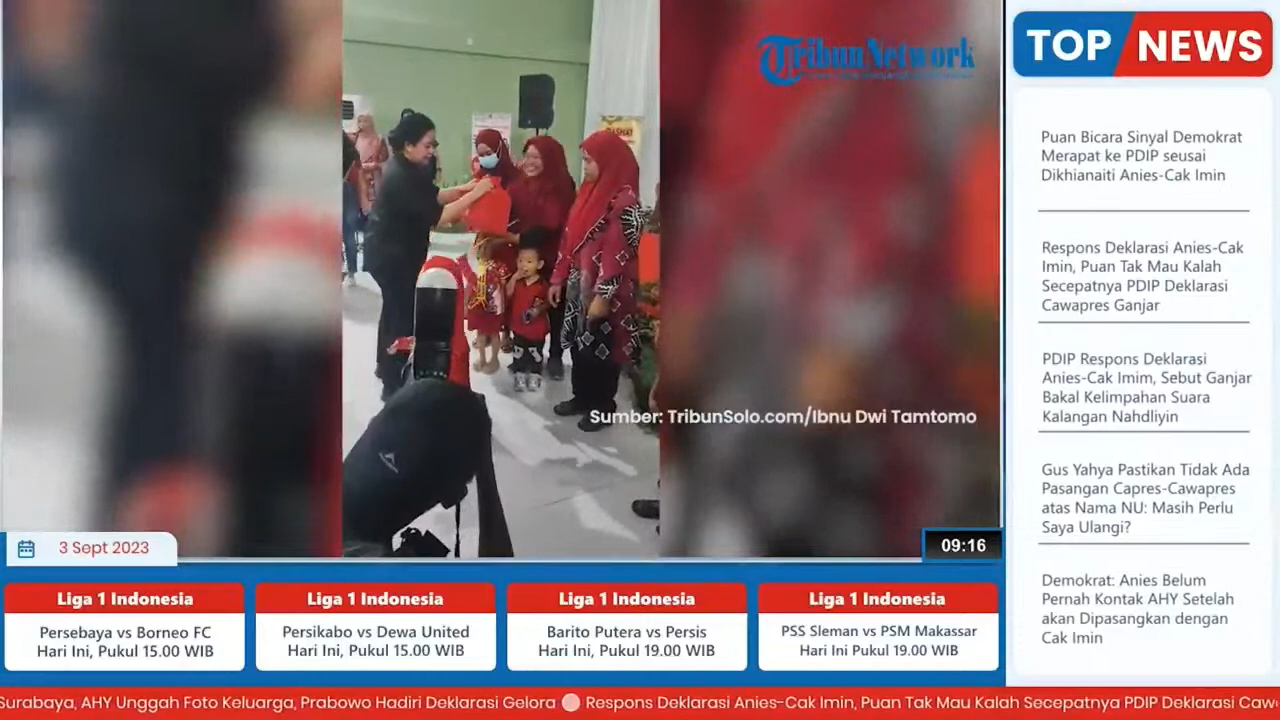 TribunNetwork
TOP NEWS
Puan Bicara Sinyal Demokrat
Merapat ke PDIP seusai
Dikhianaiti Anies-Cak Imin
Respons Deklarasi Anies-Cak
Imin, Puan Tak Mau Kalah
Secepatnya PDIP Deklarasi
Cawapres Ganjar
PDIP Respons Deklarasi
Anies-Cak Imim, Sebut Ganjar
Bakal Kelimpahan Suara
Kalangan Nahdliyin
Gus Yahya Pastikan Tidak Ada
Pasangan Capres-Cawapres
atas Nama NU: Masih Perlu
Saya Ulangi?
Demokrat: Anies Belum
Pernah Kontak AHY Setelah
akan Dipasangkan dengan
Cak Imin
Sumber: TribunSolo.com/Ibnu Dwi Tamtomo
3 Sept 2023
09:16
Liga 1 Indonesia
Persebaya vs Borneo FC
Hari Ini, Pukul 15.00 WIB
Liga 1 Indonesia
Persikabo vs Dewa United
Hari Ini, Pukul 15.00 WIB
Liga 1 Indonesia
Barito Putera vs Persis
Hari Ini, Pukul 19.00 WIB
Liga 1 Indonesia
PSS Sleman vs PSM Makassar
Hari Ini Pukul 19.00 WIB
Surabaya, AHY Unggah Foto Keluarga, Prabowo Hadiri Deklarasi Gelora Respons Deklarasi Anies-Cak Imin, Puan Tak Mau Kalah Secepatnya PDIP Deklarasi Caw